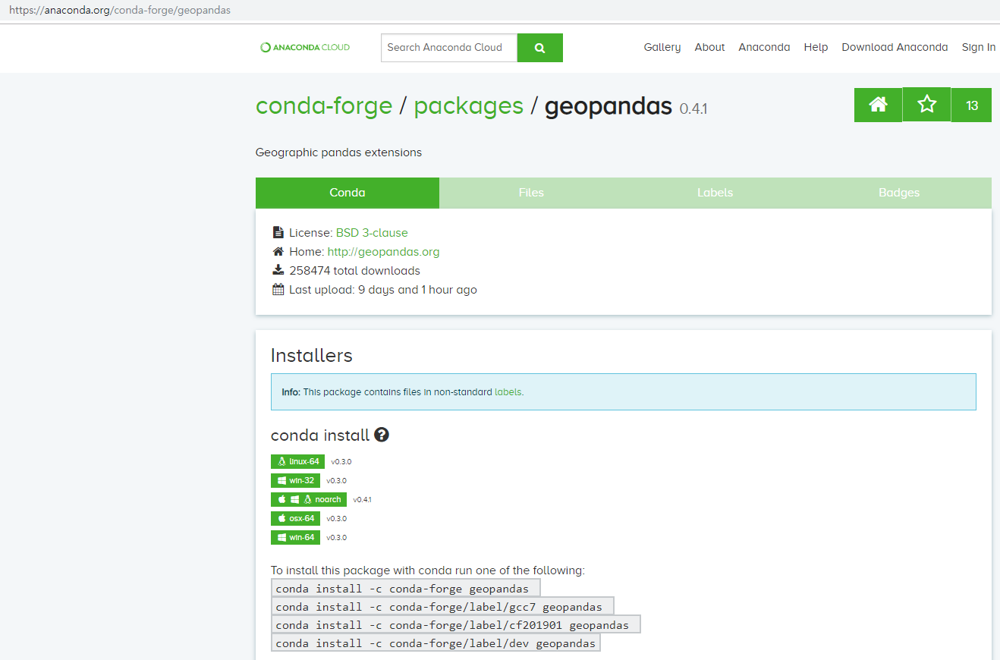 https://anaconda.org/conda-forge/geopandas
ANACONDA CLOUD
Search Anaconda Cloud
Gallery About Anaconda Help Download Anaconda Sign In
conda-forge / packages / geopandas 0.4.1
13
Geographic pandas extensions
Conda Files Labels Badges
License: BSD 3-clause
Home: http://geopandas.org
258474 total downloads
Last upload: 9 days and 1 hour ago
Installers
Info: This package contains files in non-standard labels.
conda install ?
linux-64 v0.3.0
win-32 v0.3.0
noarch v0.4.1
osx-64 v0.3.0
win-64 v0.3.0
To install this package with conda run one of the following:
conda install -c conda-forge geopandas
conda install -c conda-forge/label/gcc7 geopandas
conda install -c conda-forge/label/cf201901 geopandas
conda install -c conda-forge/label/dev geopandas